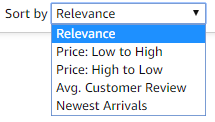 Sort by Relevance
Relevance
Price: Low to High
Price: High to Low
Avg. Customer Review
Newest Arrivals